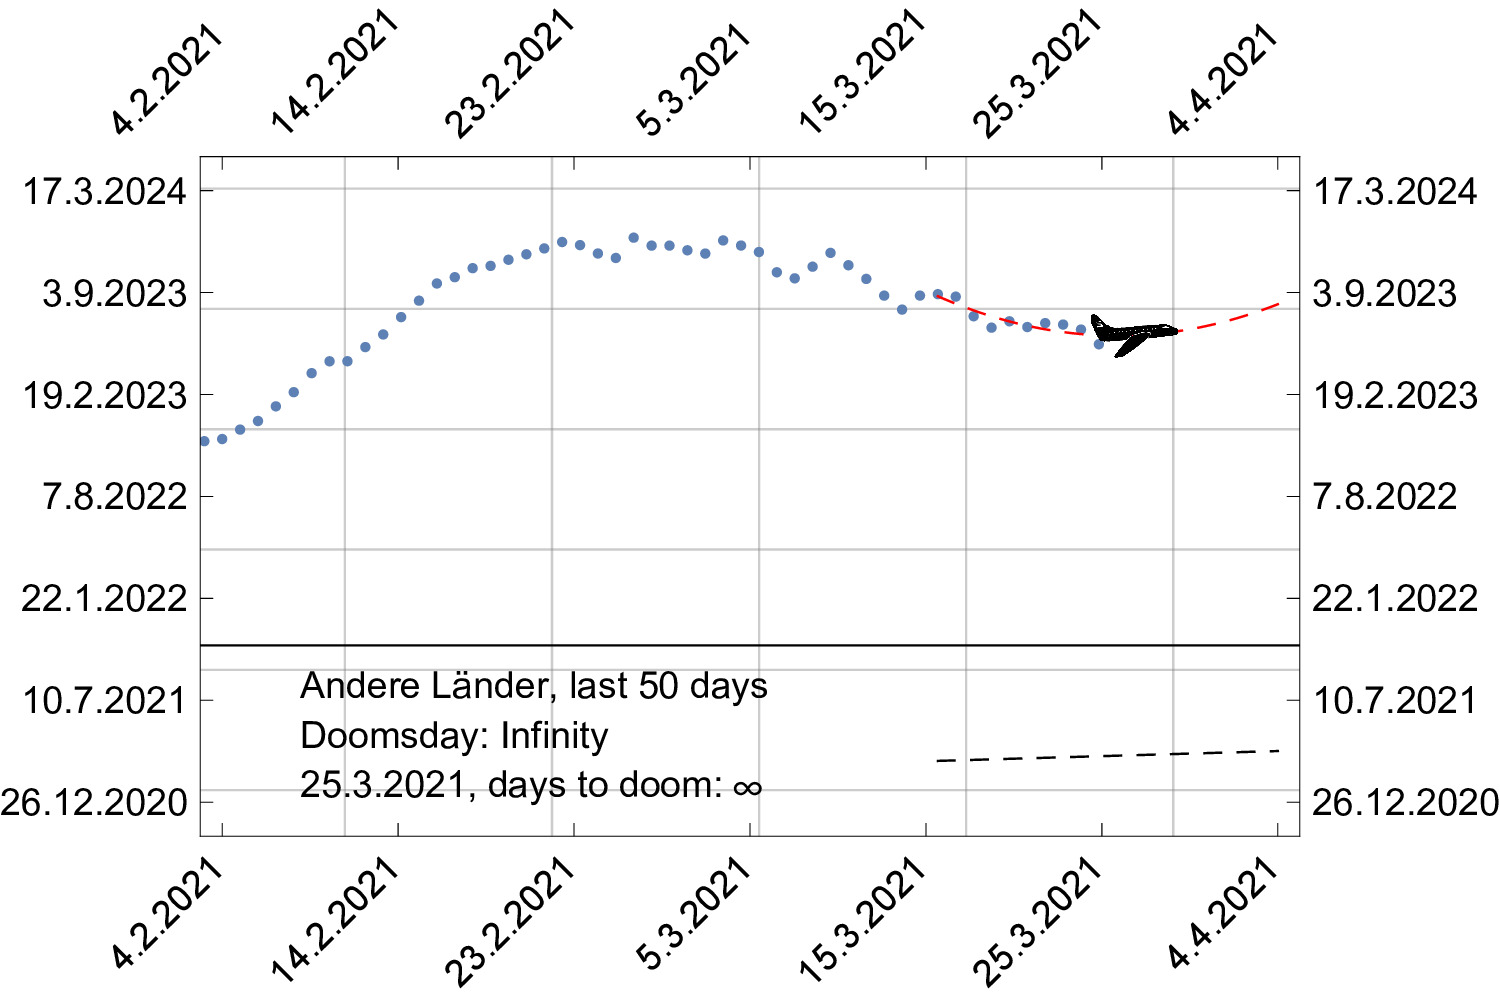 4.2.2021 14.2.2021 23.2.2021 5.3.2021 15.3.2021 25.3.2021 4.4.2021
17.3.2024 17.3.2024
3.9.2023 3.9.2023
19.2.2023 19.2.2023
7.8.2022 7.8.2022
22.1.2022 22.1.2022
Andere Länder, last 50 days
10.7.2021 10.7.2021
Doomsday: Infinity
25.3.2021, days to doom: ∞
26.12.2020 26.12.2020
4.2.2021 14.2.2021 23.2.2021 5.3.2021 15.3.2021 25.3.2021 4.4.2021